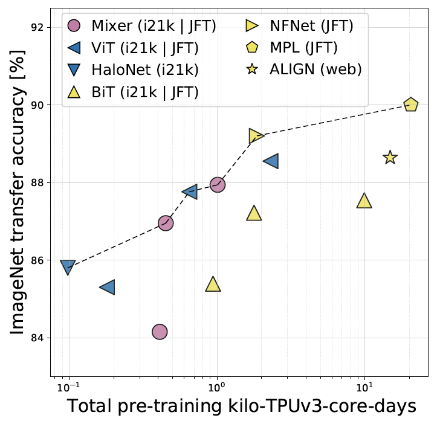 Mixer (i21k | JFT)
ViT (i21k | JFT)
HaloNet (i21k)
BiT (i21k | JFT)
NFNet (JFT)
MPL (JFT)
ALIGN (web)
ImageNet transfer accuracy [%]
92
90
88
86
84
10⁻¹
10⁰
10¹
Total pre-training kilo-TPUv3-core-days